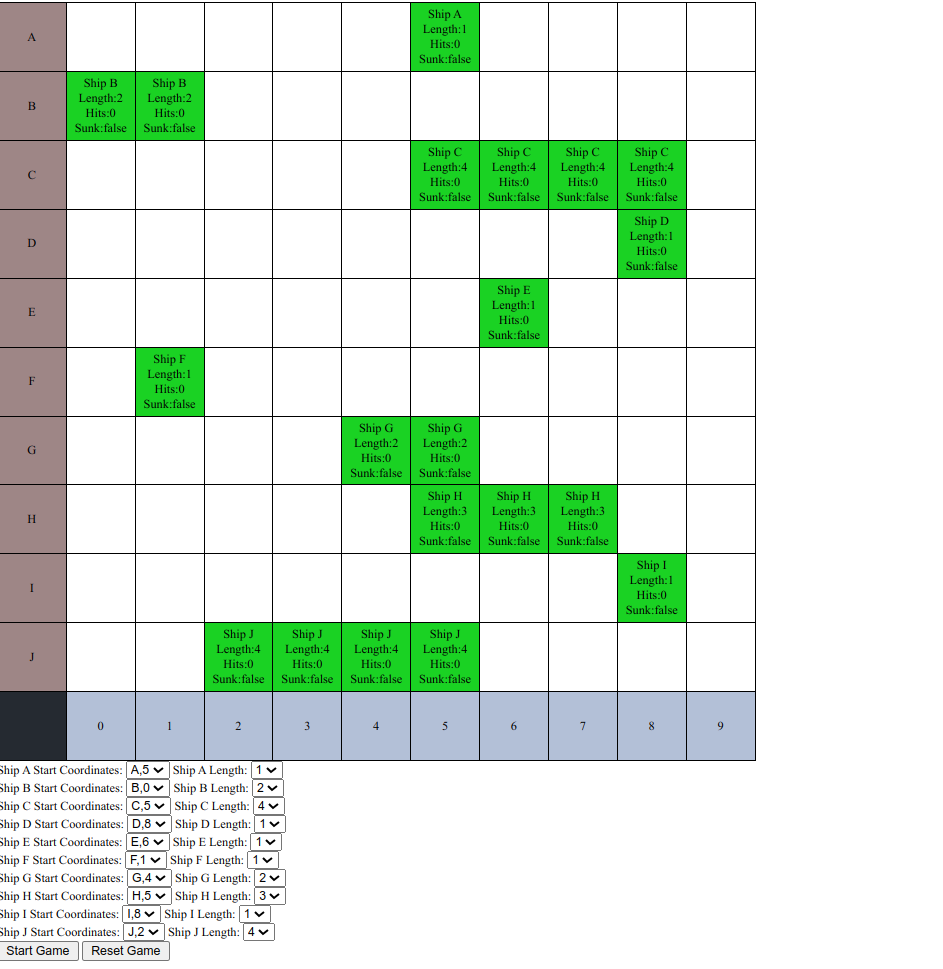 A
Ship A
Length:1
Hits:0
Sunk:false
B
Ship B
Length:2
Hits:0
Sunk:false
Ship B
Length:2
Hits:0
Sunk:false
C
Ship C
Length:4
Hits:0
Sunk:false
Ship C
Length:4
Hits:0
Sunk:false
Ship C
Length:4
Hits:0
Sunk:false
Ship C
Length:4
Hits:0
Sunk:false
D
Ship D
Length:1
Hits:0
Sunk:false
E
Ship E
Length:1
Hits:0
Sunk:false
F
Ship F
Length:1
Hits:0
Sunk:false
G
Ship G
Length:2
Hits:0
Sunk:false
Ship G
Length:2
Hits:0
Sunk:false
H
Ship H
Length:3
Hits:0
Sunk:false
Ship H
Length:3
Hits:0
Sunk:false
Ship H
Length:3
Hits:0
Sunk:false
I
Ship I
Length:1
Hits:0
Sunk:false
J
Ship J
Length:4
Hits:0
Sunk:false
Ship J
Length:4
Hits:0
Sunk:false
Ship J
Length:4
Hits:0
Sunk:false
Ship J
Length:4
Hits:0
Sunk:false
0 1 2 3 4 5 6 7 8 9
Ship A Start Coordinates: A,5 Ship A Length: 1
Ship B Start Coordinates: B,0 Ship B Length: 2
Ship C Start Coordinates: C,5 Ship C Length: 4
Ship D Start Coordinates: D,8 Ship D Length: 1
Ship E Start Coordinates: E,6 Ship E Length: 1
Ship F Start Coordinates: F,1 Ship F Length: 1
Ship G Start Coordinates: G,4 Ship G Length: 2
Ship H Start Coordinates: H,5 Ship H Length: 3
Ship I Start Coordinates: I,8 Ship I Length: 1
Ship J Start Coordinates: J,2 Ship J Length: 4
Start Game Reset Game